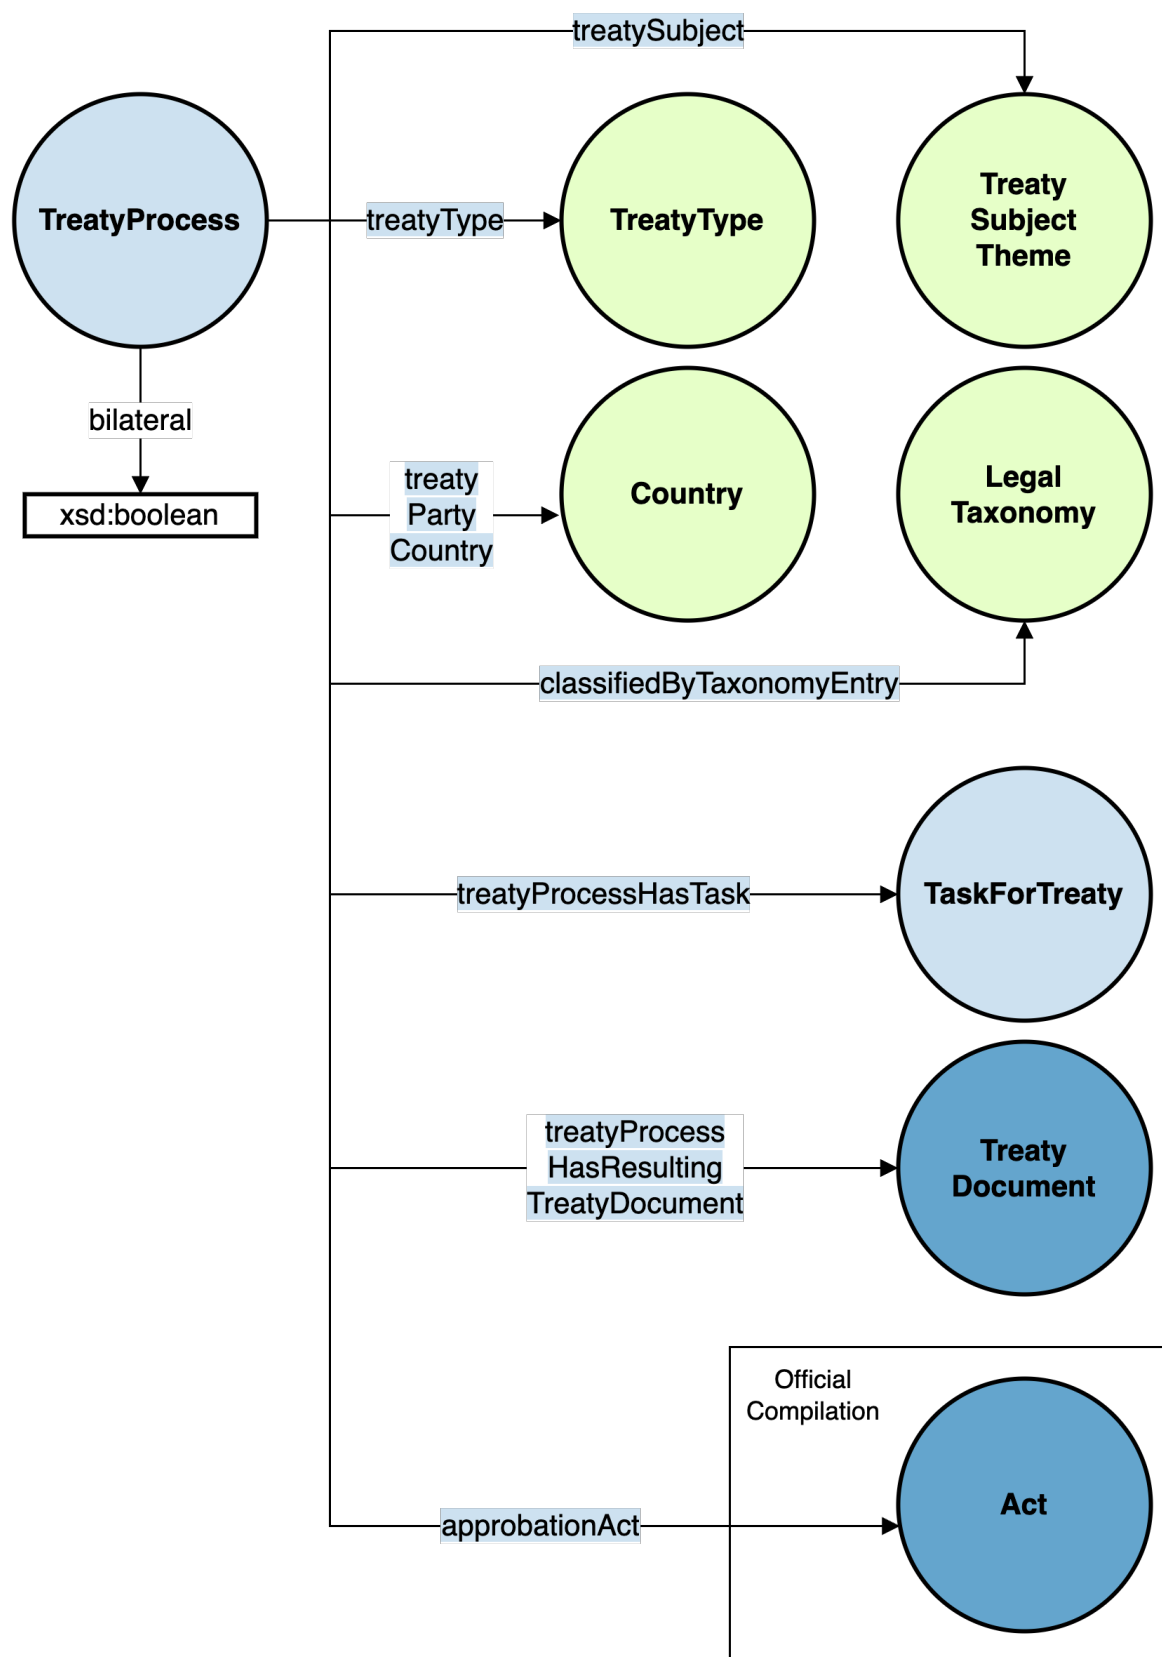 treatySubject
TreatyProcess
treatyType
TreatyType
Treaty
Subject
Theme
bilateral
xsd:boolean
treaty
Party
Country
Country
Legal
Taxonomy
classifiedByTaxonomyEntry
treatyProcessHasTask
TaskForTreaty
treatyProcess
HasResulting
TreatyDocument
Treaty
Document
Official
Compilation
approbationAct
Act